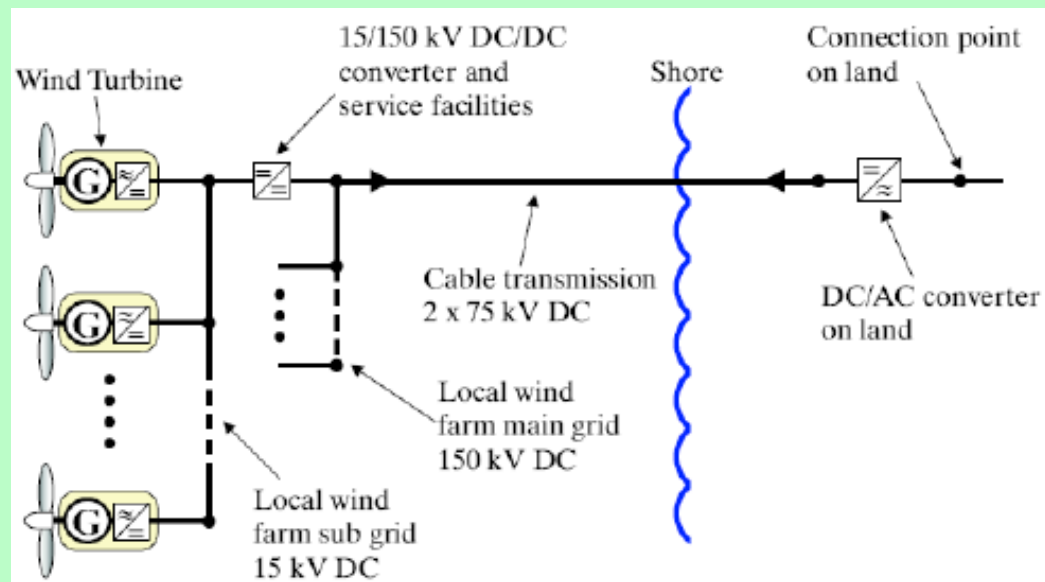 Wind Turbine
15/150 kV DC/DC
converter and
service facilities
Shore
Connection point
on land
G
G
G
Cable transmission
2 x 75 kV DC
DC/AC converter
on land
Local wind
farm main grid
150 kV DC
Local wind
farm sub grid
15 kV DC